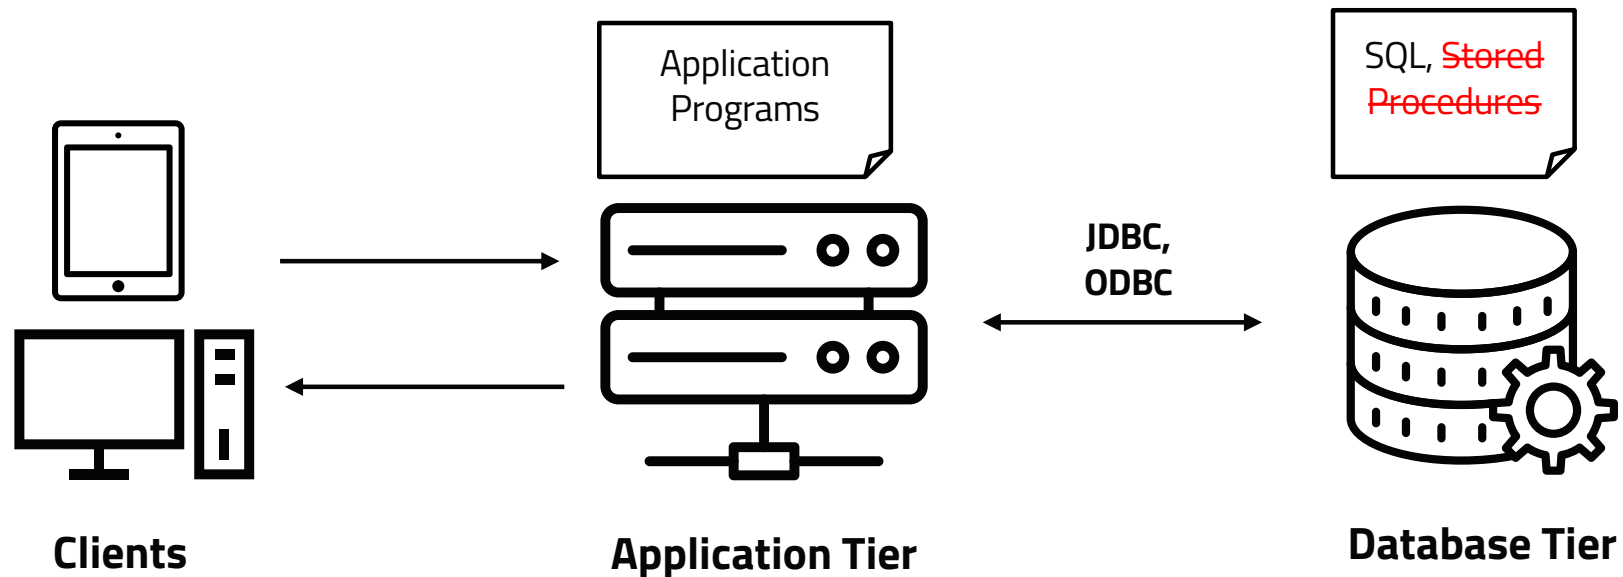 Application
Programs
SQL, Stored
Procedures
JDBC,
ODBC
Clients
Application Tier
Database Tier